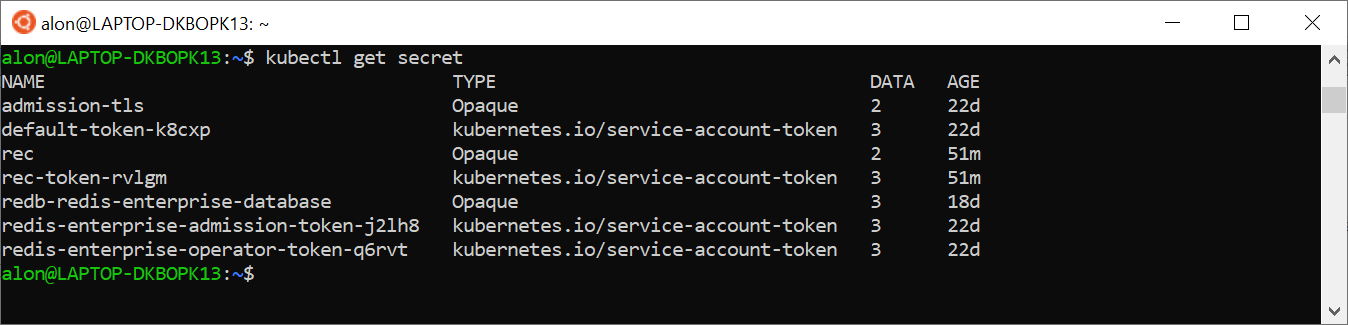 alon@LAPTOP-DKBOPK13: ~
alon@LAPTOP-DKBOPK13:~$ kubectl get secret
NAME TYPE DATA AGE
admission-tls Opaque 2 22d
default-token-k8cxp kubernetes.io/service-account-token 3 22d
rec Opaque 2 51m
rec-token-rvlgm kubernetes.io/service-account-token 3 51m
redb-redis-enterprise-database Opaque 3 18d
redis-enterprise-admission-token-j2lh8 kubernetes.io/service-account-token 3 22d
redis-enterprise-operator-token-q6rvt kubernetes.io/service-account-token 3 22d
alon@LAPTOP-DKBOPK13:~$